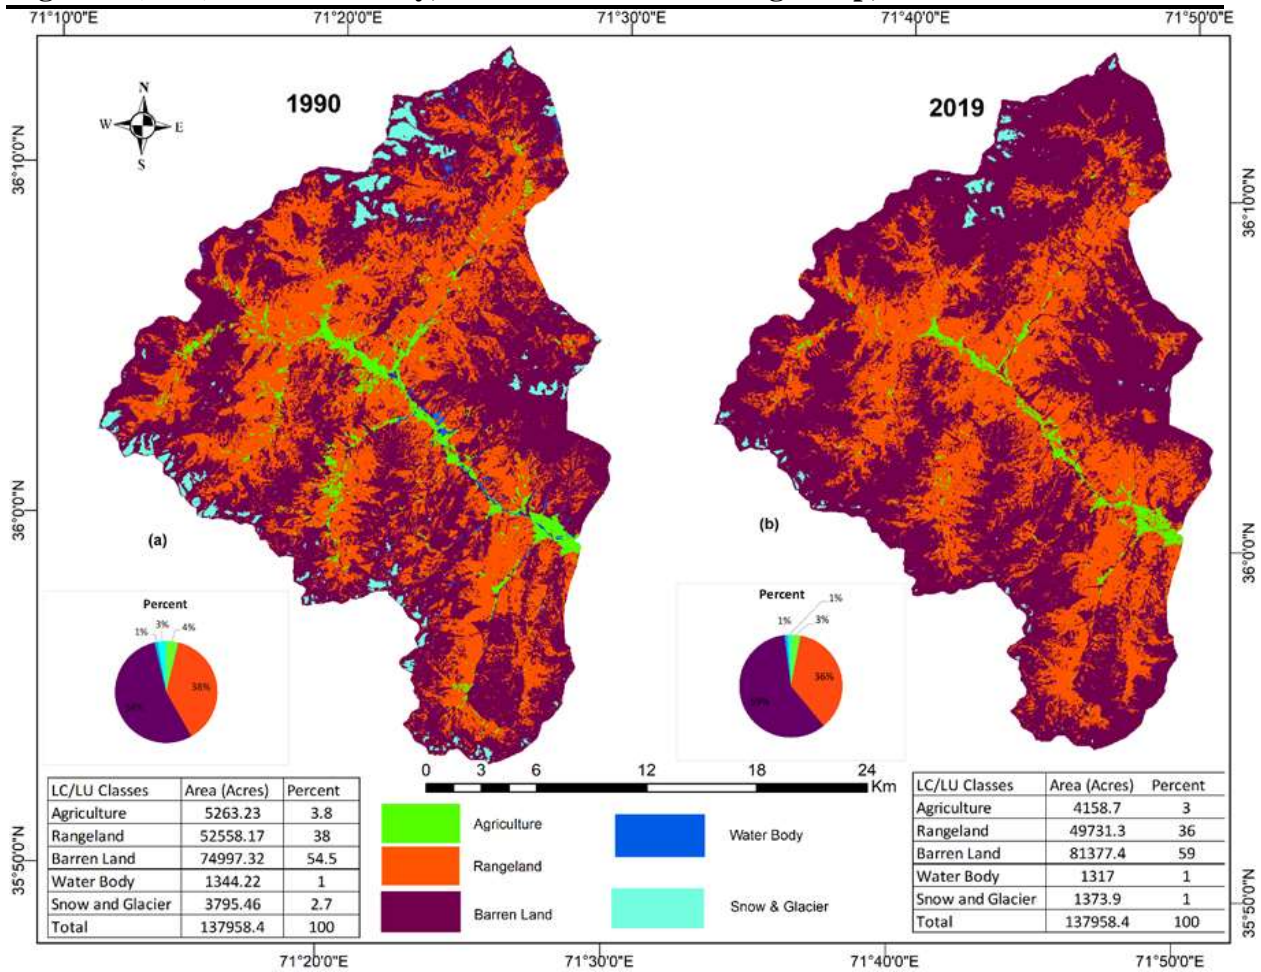 71°10'0"E 71°20'0"E 71°30'0"E 71°40'0"E 71°50'0"E
1990
2019
N
W E
S
36°10'0"N
36°10'0"N
36°0'0"N
36°0'0"N
(a)
(b)
Percent
1% 3% 4%
38%
Percent
1%
1% 3%
36%
59%
0 3 6 12 18 24
Km
LC/LU Classes Area (Acres) Percent
Agriculture 5263.23 3.8
Rangeland 52558.17 38
Barren Land 74997.32 54.5
Water Body 1344.22 1
Snow and Glacier 3795.46 2.7
Total 137958.4 100
Agriculture
Rangeland
Barren Land
Water Body
Snow & Glacier
LC/LU Classes Area (Acres) Percent
Agriculture 4158.7 3
Rangeland 49731.3 36
Barren Land 81377.4 59
Water Body 1317 1
Snow and Glacier 1373.9 1
Total 137958.4 100
35°50'0"N
35°50'0"N
71°20'0"E 71°30'0"E 71°40'0"E 71°50'0"E